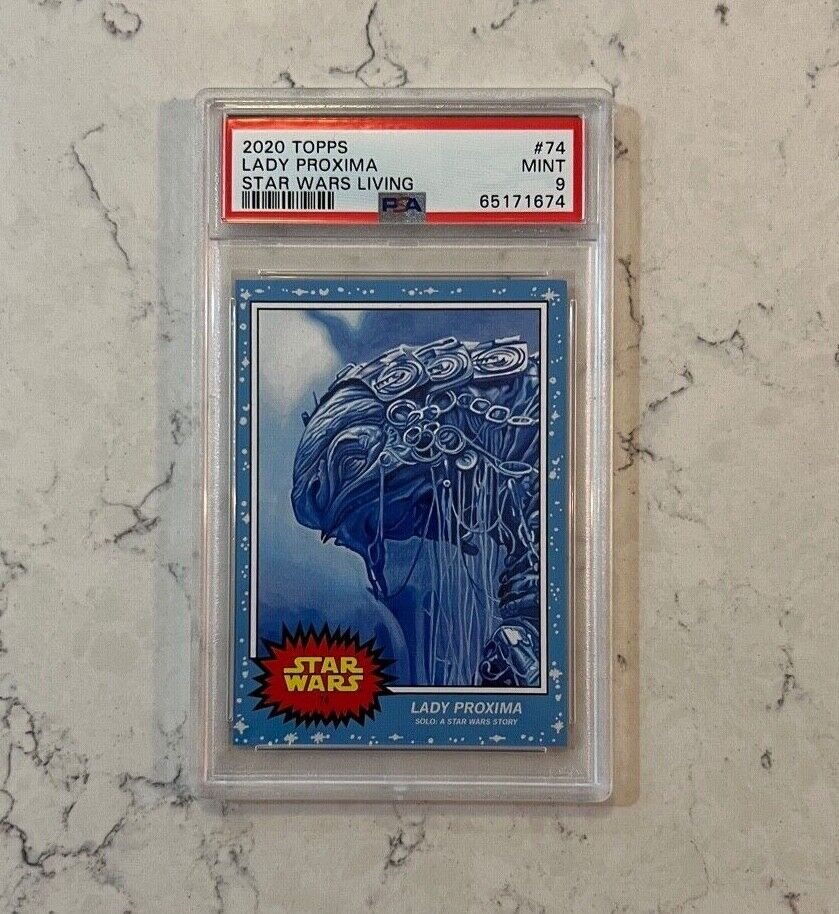 2020 TOPPS #74
LADY PROXIMA MINT
STAR WARS LIVING 9
PSA 65171674
STAR
WARS
74
LADY PROXIMA
SOLO: A STAR WARS STORY